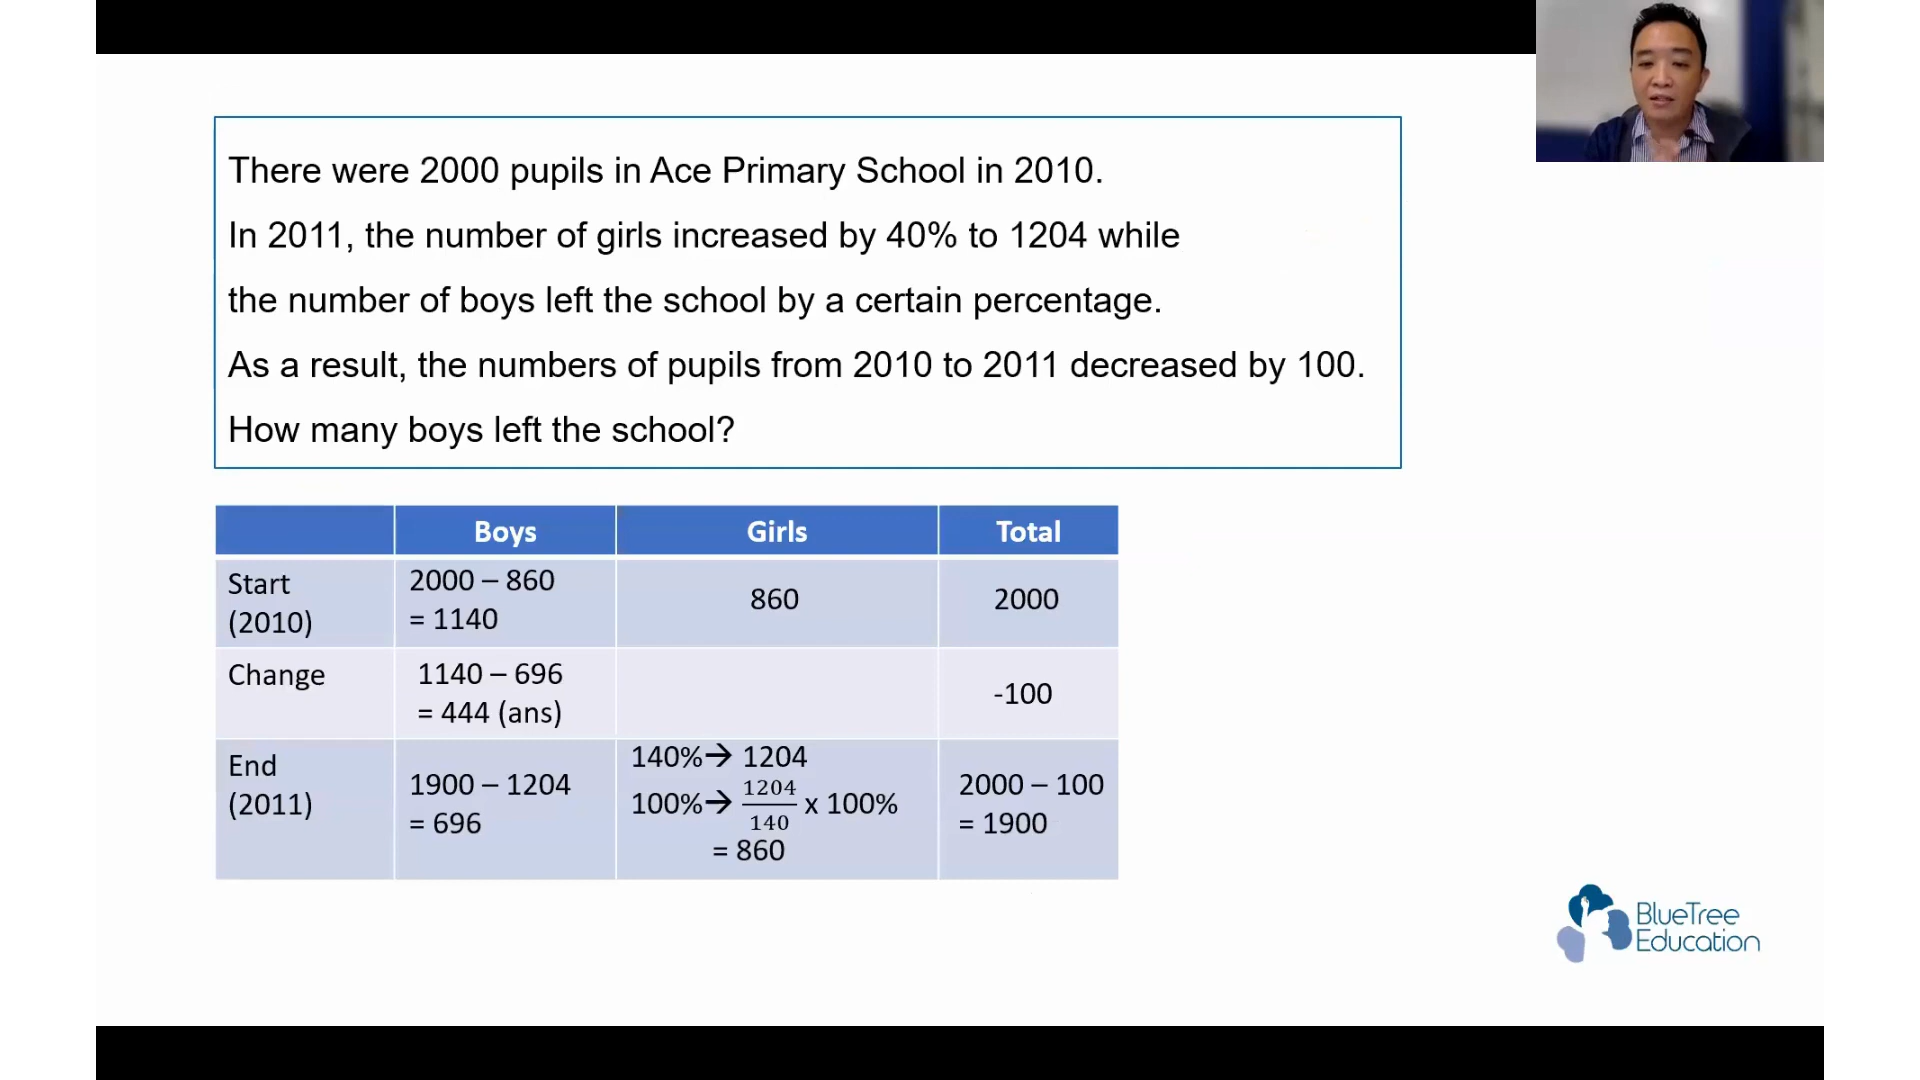 There were 2000 pupils in Ace Primary School in 2010.
In 2011, the number of girls increased by 40% to 1204 while
the number of boys left the school by a certain percentage.
As a result, the numbers of pupils from 2010 to 2011 decreased by 100.
How many boys left the school?
Boys Girls Total
Start
(2010)
2000 – 860
= 1140
860
2000
Change
1140 – 696
= 444 (ans)
-100
End
(2011)
1900 – 1204
= 696
140%→ 1204
100%→ 1204/140 x 100%
= 860
2000 – 100
= 1900
BlueTree
Education